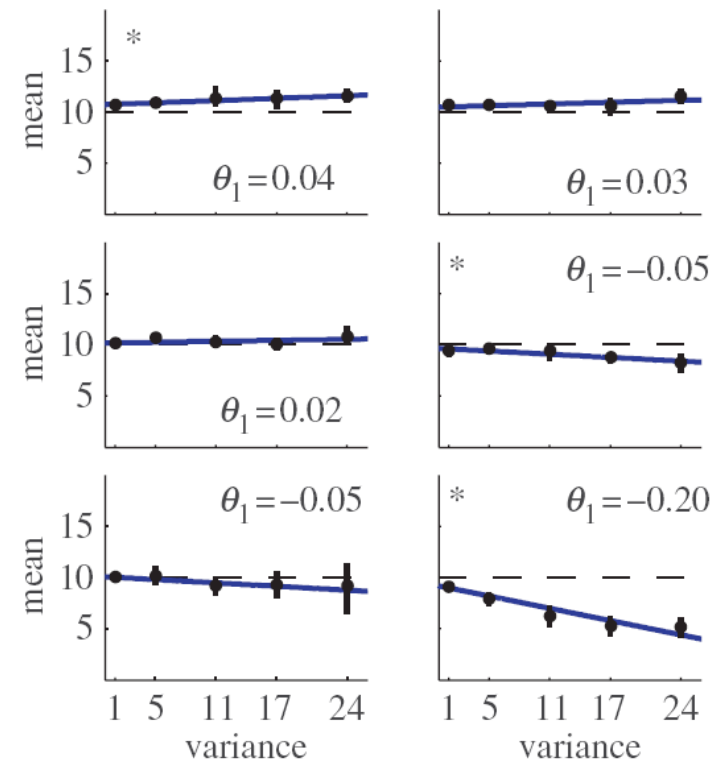 *
15
10
5
mean
θ₁=0.04
θ₁=0.03
15
10
5
mean
θ₁=0.02
*
θ₁=−0.05
15
10
5
mean
θ₁=−0.05
*
θ₁=−0.20
1 5 11 17 24
variance
1 5 11 17 24
variance